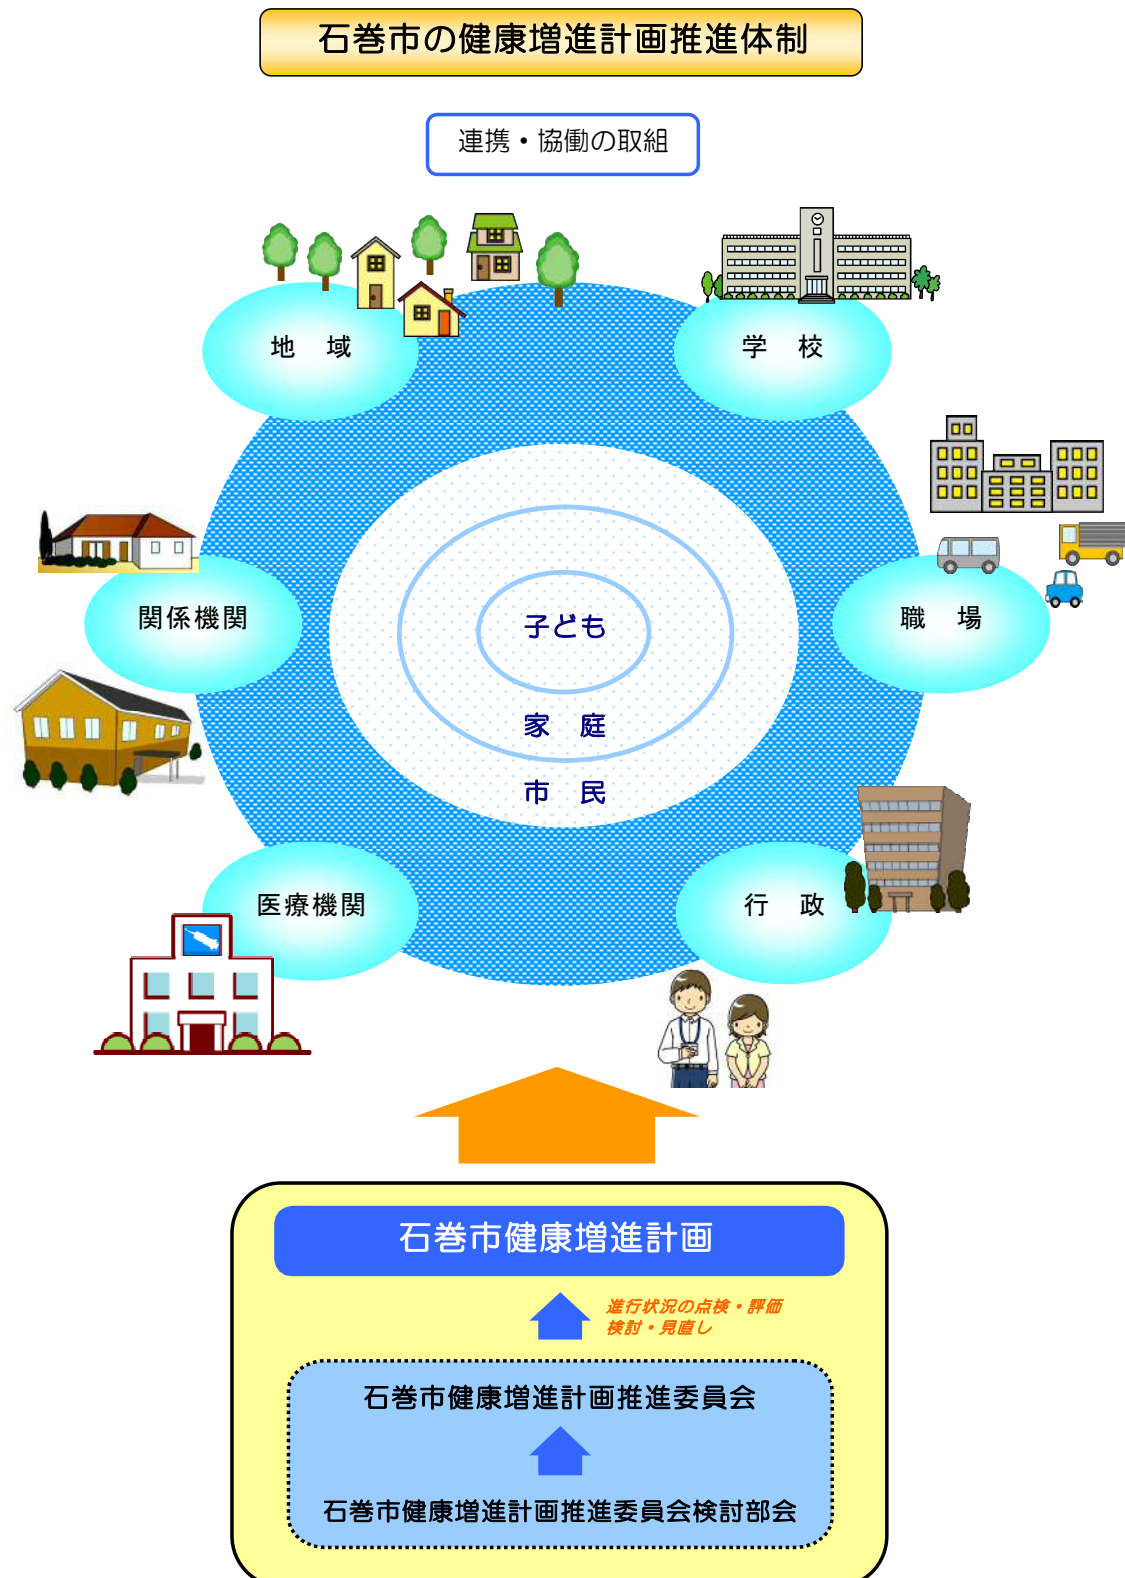 石巻市の健康増進計画推進体制
連携・協働の取組
地　域
学　校
関係機関
職　場
子ども
家　庭
市　民
医療機関
行　政
石巻市健康増進計画
進行状況の点検・評価
検討・見直し
石巻市健康増進計画推進委員会
石巻市健康増進計画推進委員会検討部会